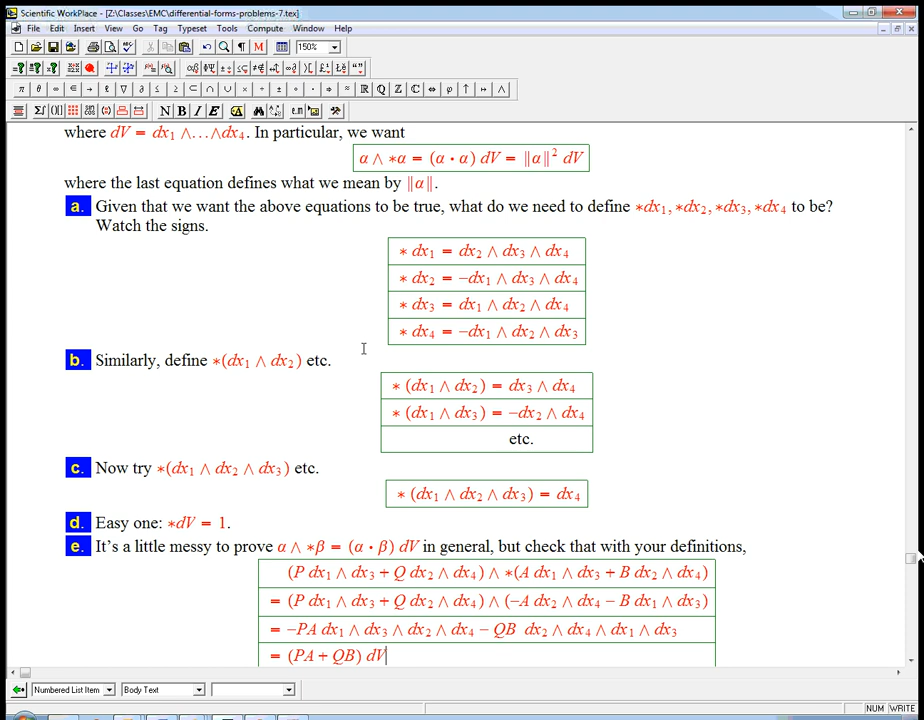 Scientific WorkPlace - [Z:\Classes\EMC\differential-forms-problems-7.tex]
File Edit Insert View Go Tag Typeset Tools Compute Window Help
150%
N B I E
where dV = dx₁ ∧…∧dx₄. In particular, we want
α ∧ *α = (α · α) dV = ‖α‖² dV
where the last equation defines what we mean by ‖α‖.
a. Given that we want the above equations to be true, what do we need to define *dx₁, *dx₂, *dx₃, *dx₄ to be?
Watch the signs.
* dx₁ = dx₂ ∧ dx₃ ∧ dx₄
* dx₂ = −dx₁ ∧ dx₃ ∧ dx₄
* dx₃ = dx₁ ∧ dx₂ ∧ dx₄
* dx₄ = −dx₁ ∧ dx₂ ∧ dx₃
b. Similarly, define *(dx₁ ∧ dx₂) etc.
* (dx₁ ∧ dx₂) = dx₃ ∧ dx₄
* (dx₁ ∧ dx₃) = −dx₂ ∧ dx₄
etc.
c. Now try *(dx₁ ∧ dx₂ ∧ dx₃) etc.
* (dx₁ ∧ dx₂ ∧ dx₃) = dx₄
d. Easy one: *dV = 1.
e. It's a little messy to prove α ∧ *β = (α · β) dV in general, but check that with your definitions,
(P dx₁ ∧ dx₃ + Q dx₂ ∧ dx₄) ∧ *(A dx₁ ∧ dx₃ + B dx₂ ∧ dx₄)
= (P dx₁ ∧ dx₃ + Q dx₂ ∧ dx₄) ∧ (−A dx₂ ∧ dx₄ − B dx₁ ∧ dx₃)
= −PA dx₁ ∧ dx₃ ∧ dx₂ ∧ dx₄ − QB dx₂ ∧ dx₄ ∧ dx₁ ∧ dx₃
= (PA + QB) dV
Numbered List Item Body Text
NUM WRITE